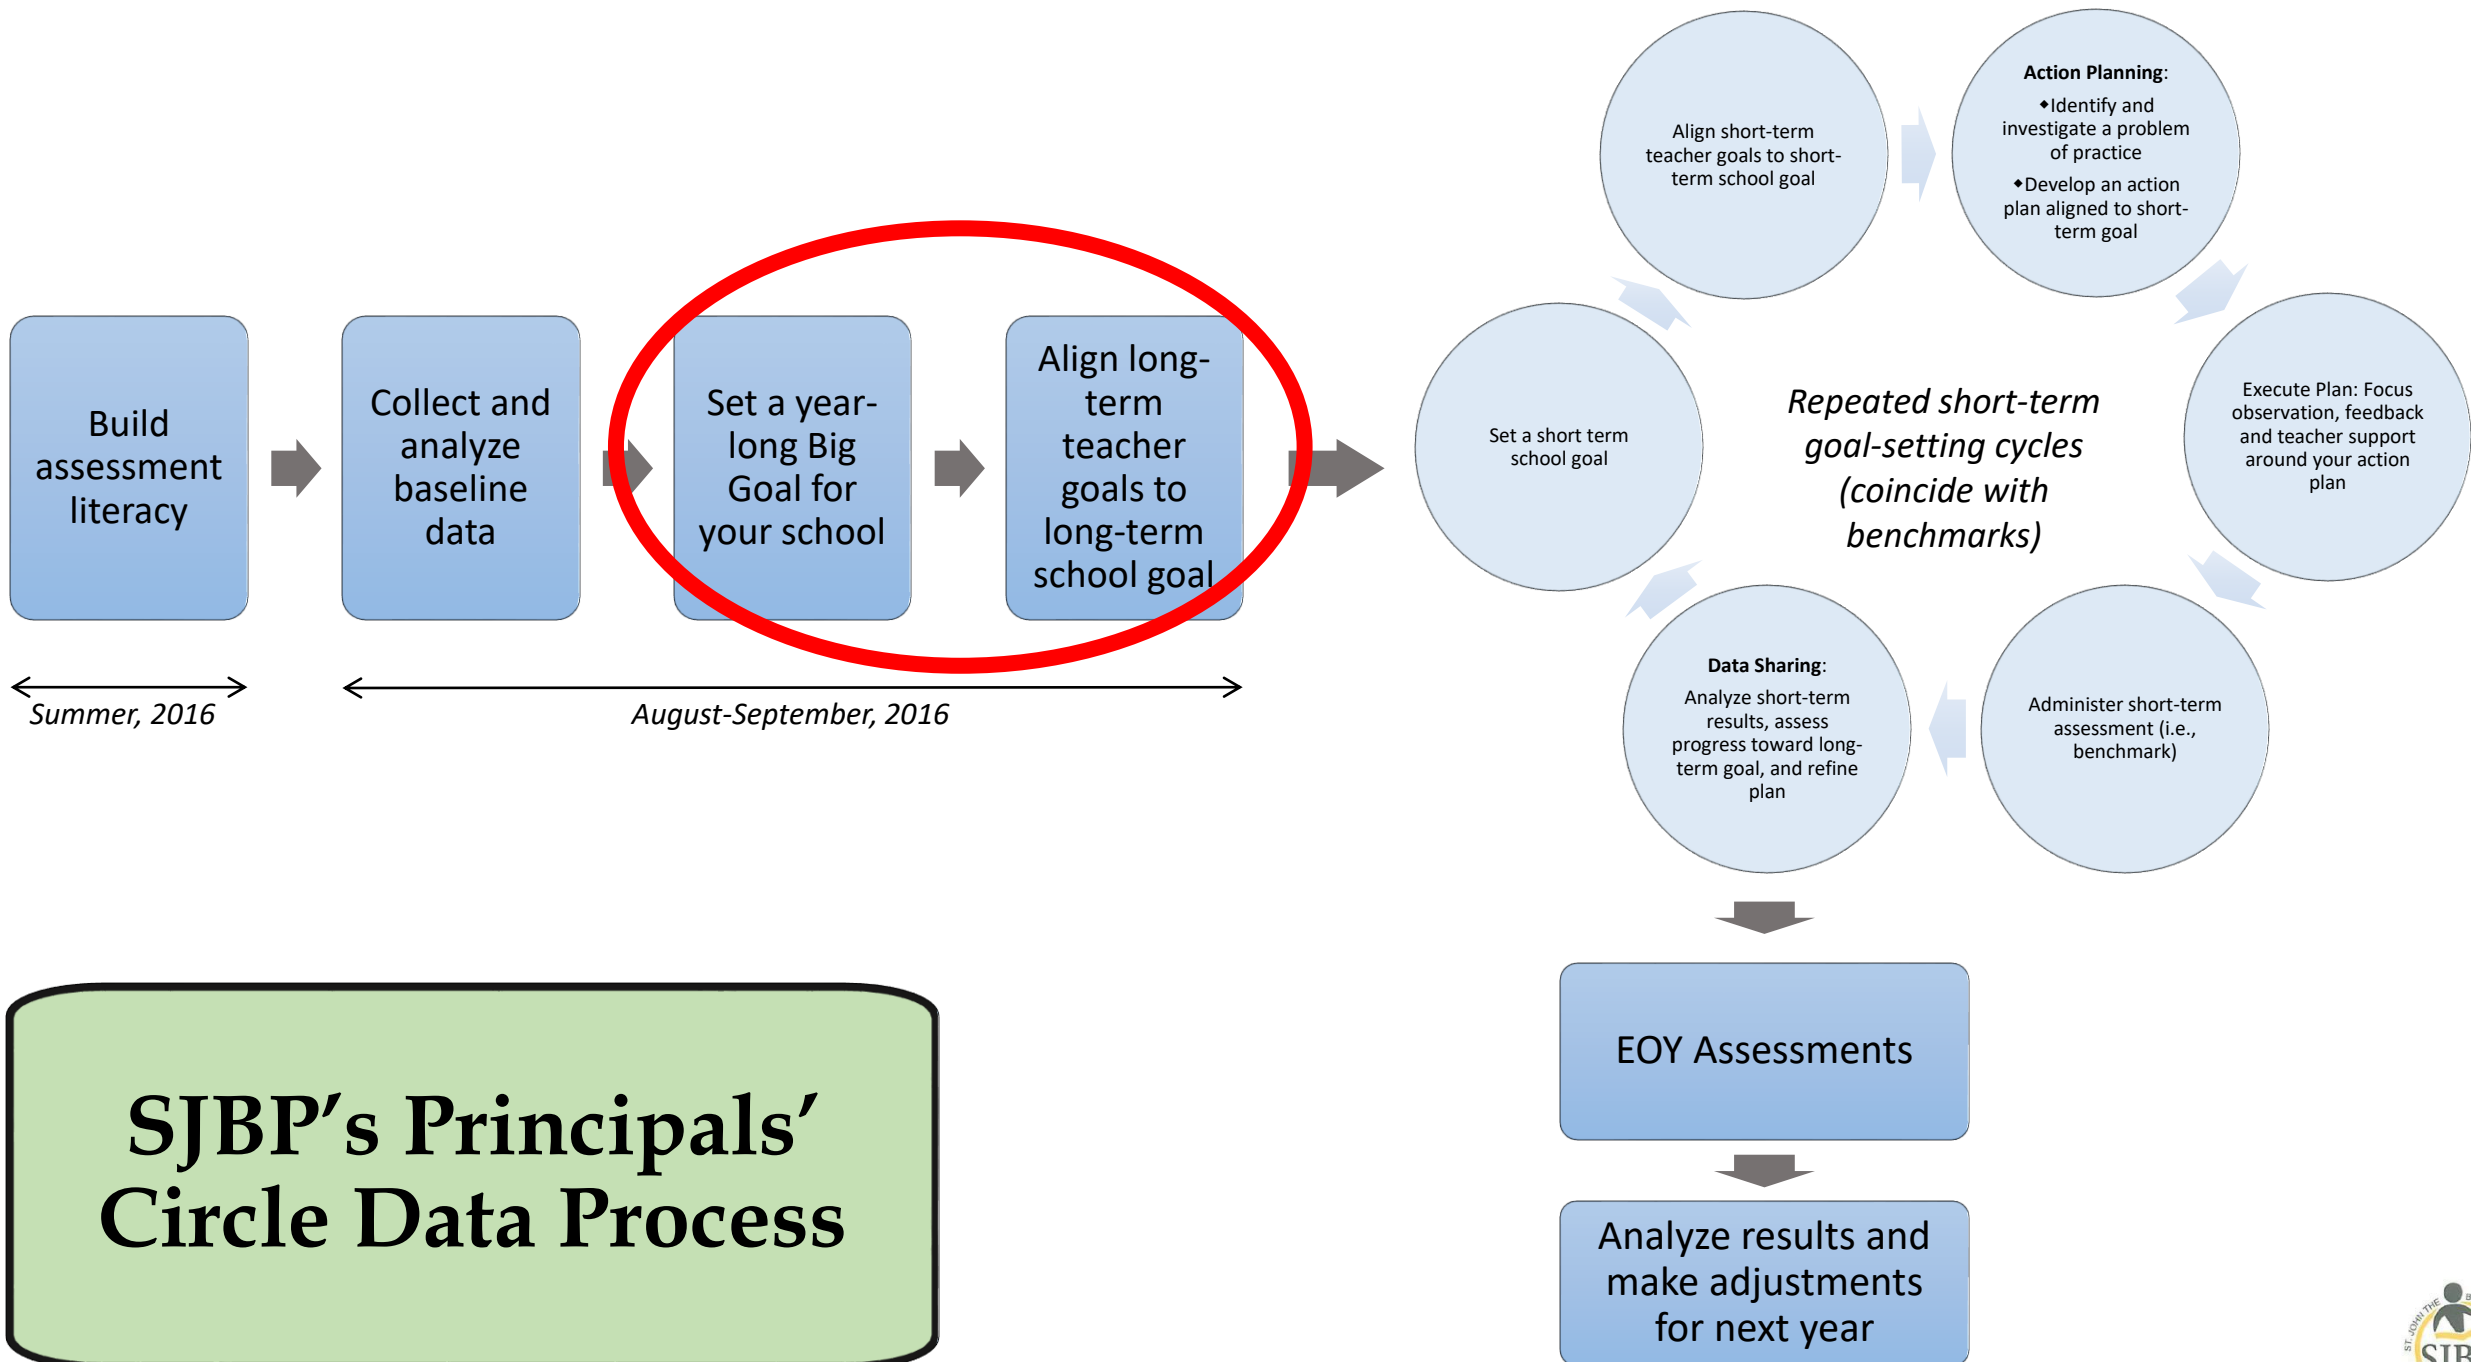 Build
assessment
literacy
Collect and
analyze
baseline
data
Set a year-
long Big
Goal for
your school
Align long-
term
teacher
goals to
long-term
school goal
Summer, 2016
August-September, 2016
Set a short term
school goal
Align short-term
teacher goals to short-
term school goal
Action Planning:
◆Identify and
investigate a problem
of practice
◆Develop an action
plan aligned to short-
term goal
Execute Plan: Focus
observation, feedback
and teacher support
around your action
plan
Administer short-term
assessment (i.e.,
benchmark)
Data Sharing:
Analyze short-term
results, assess
progress toward long-
term goal, and refine
plan
Repeated short-term
goal-setting cycles
(coincide with
benchmarks)
EOY Assessments
Analyze results and
make adjustments
for next year
SJBP’s Principals’
Circle Data Process
ST. JOHN THE